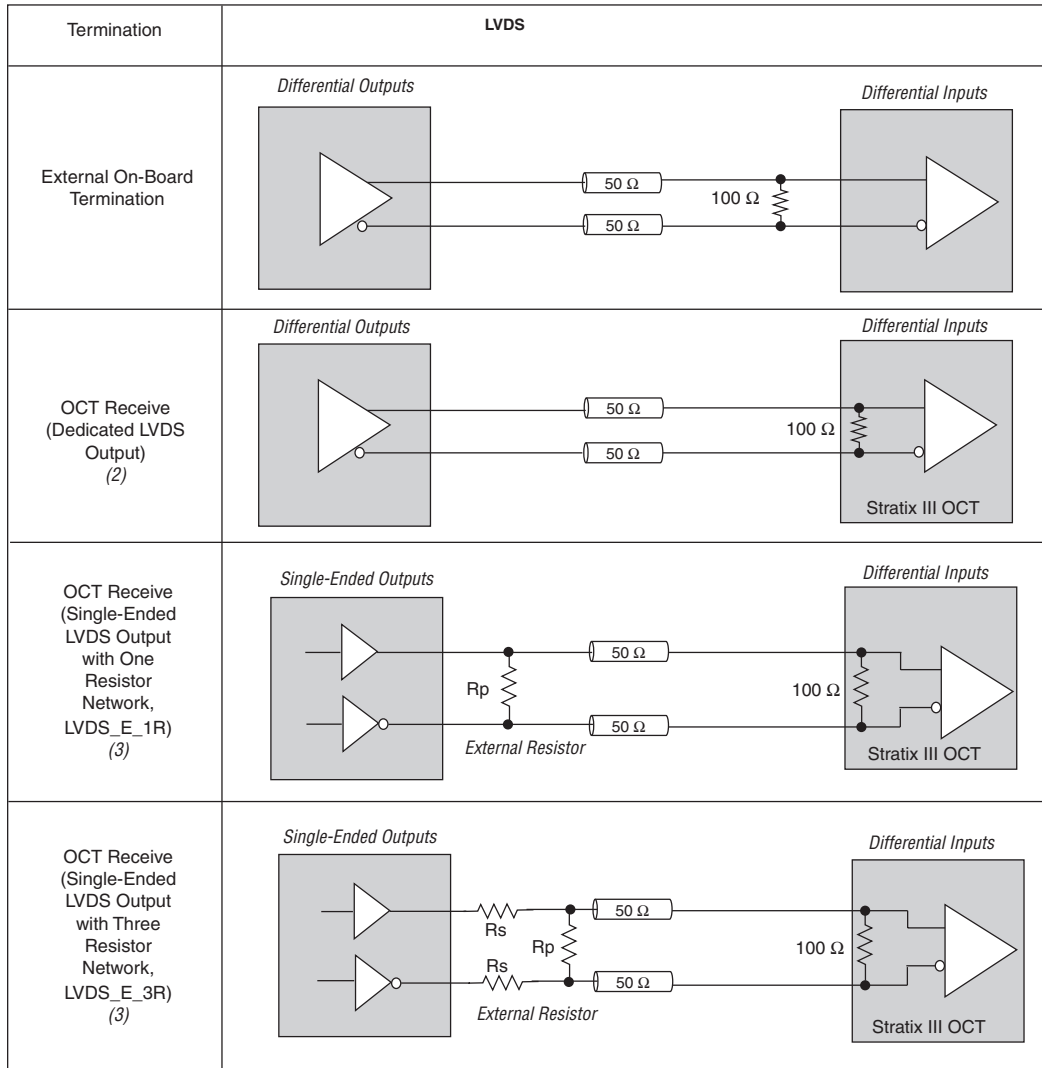 Termination
LVDS
External On-Board
Termination
Differential Outputs
Differential Inputs
50 Ω
50 Ω
100 Ω
OCT Receive
(Dedicated LVDS
Output)
(2)
Differential Outputs
Differential Inputs
50 Ω
50 Ω
100 Ω
Stratix III OCT
OCT Receive
(Single-Ended
LVDS Output
with One
Resistor
Network,
LVDS_E_1R)
(3)
Single-Ended Outputs
Differential Inputs
50 Ω
Rp
100 Ω
50 Ω
External Resistor
Stratix III OCT
OCT Receive
(Single-Ended
LVDS Output
with Three
Resistor
Network,
LVDS_E_3R)
(3)
Single-Ended Outputs
Differential Inputs
50 Ω
Rs
Rp
100 Ω
Rs
50 Ω
External Resistor
Stratix III OCT